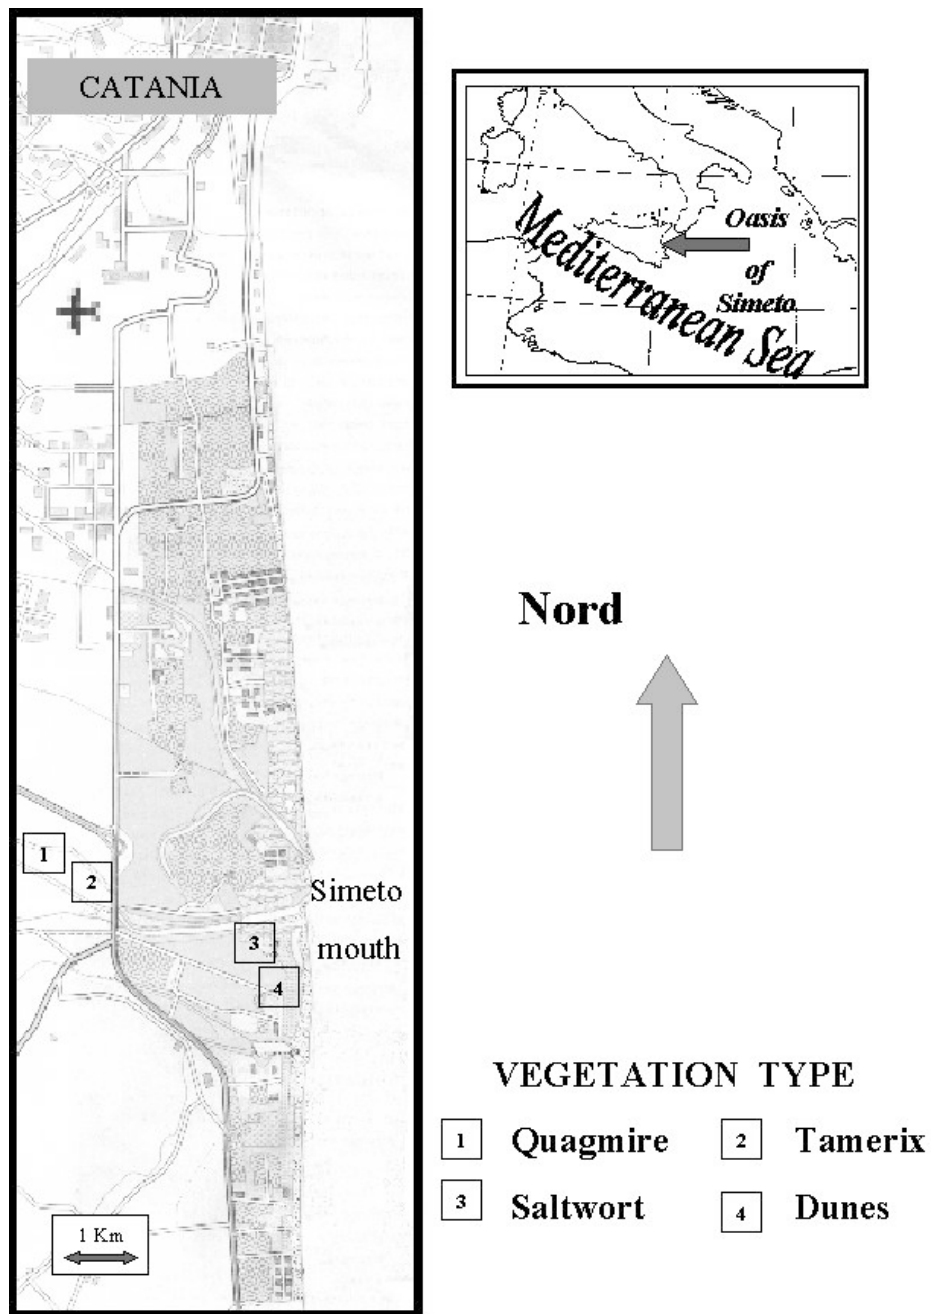 CATANIA
Oasis
of
Simeto
Mediterranean Sea
Nord
1
2
Simeto
3
mouth
4
VEGETATION TYPE
1 Quagmire 2 Tamerix
3 Saltwort 4 Dunes
1 Km